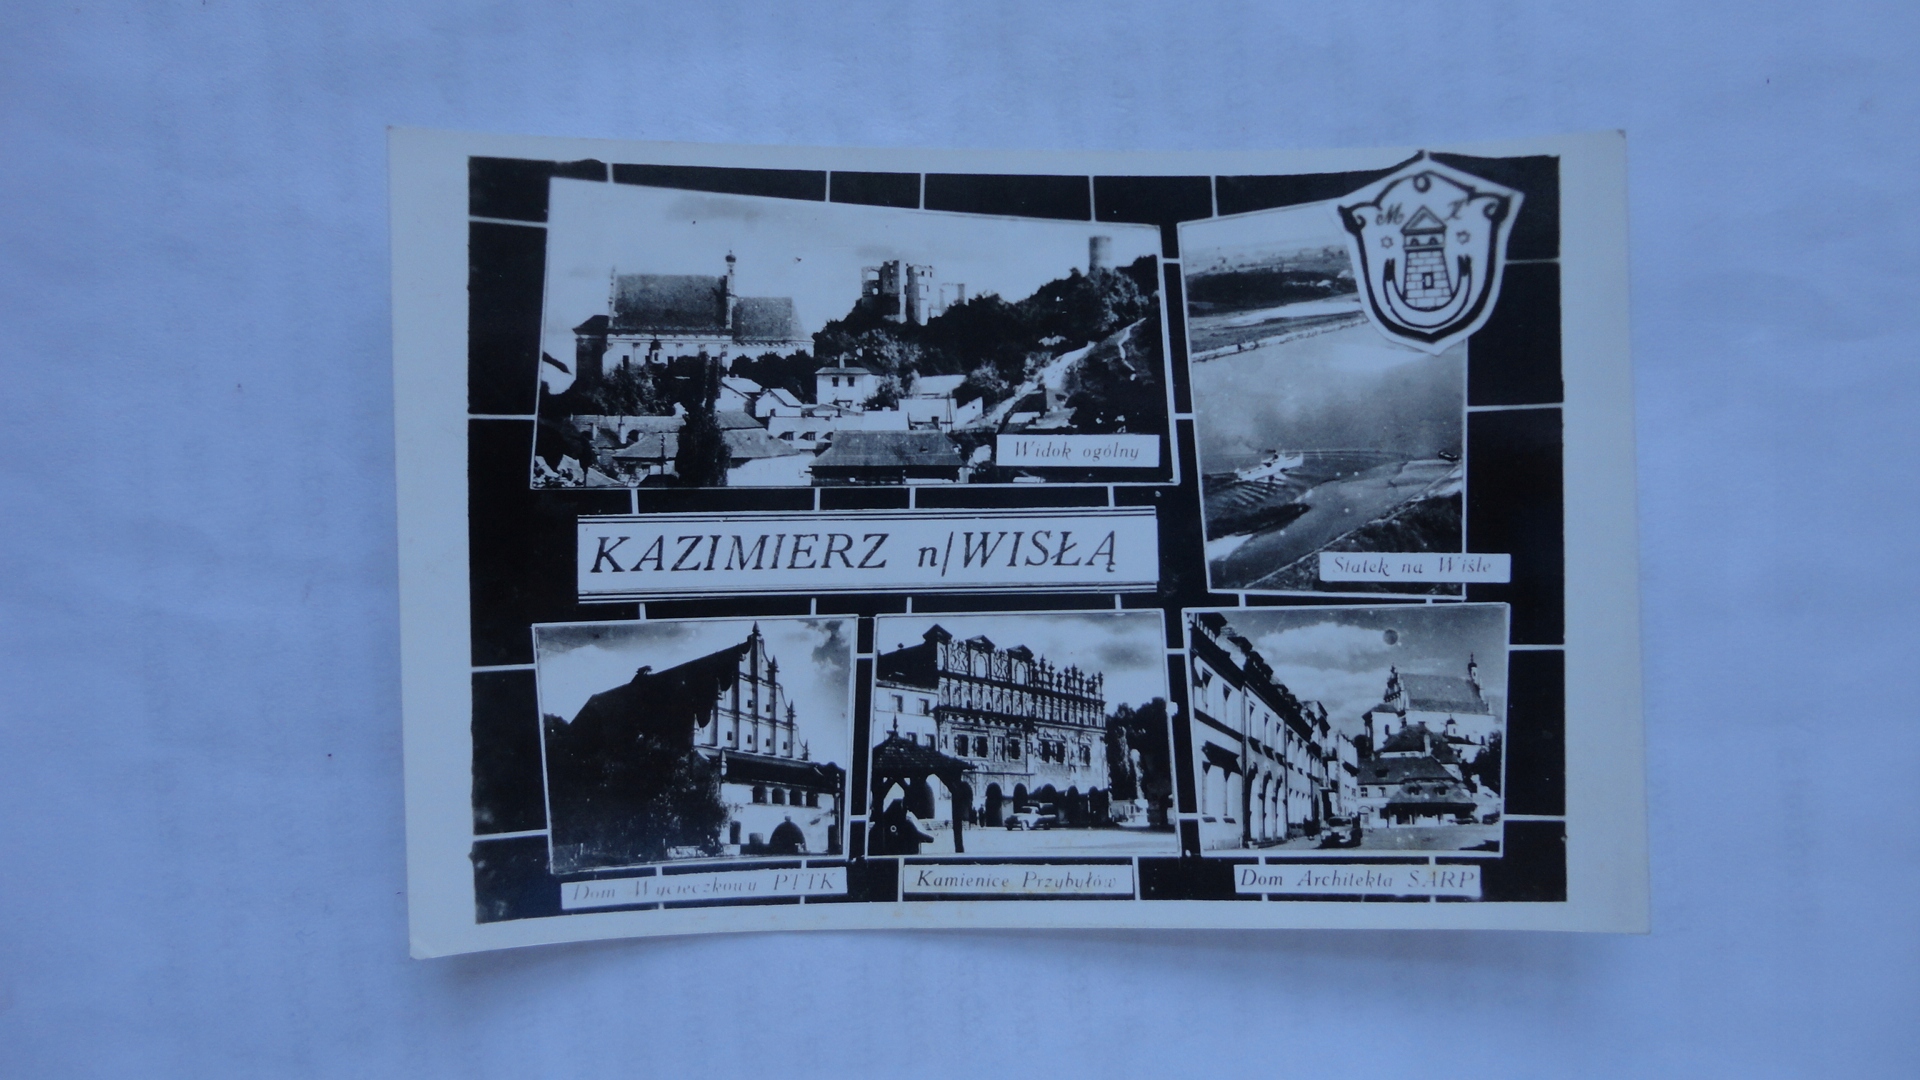 M K
Widok ogólny
KAZIMIERZ n/WISŁĄ
Statek na Wiśle
Dom Wycieczkowy PTTK
Kamienice Przybyłów
Dom Architekta SARP